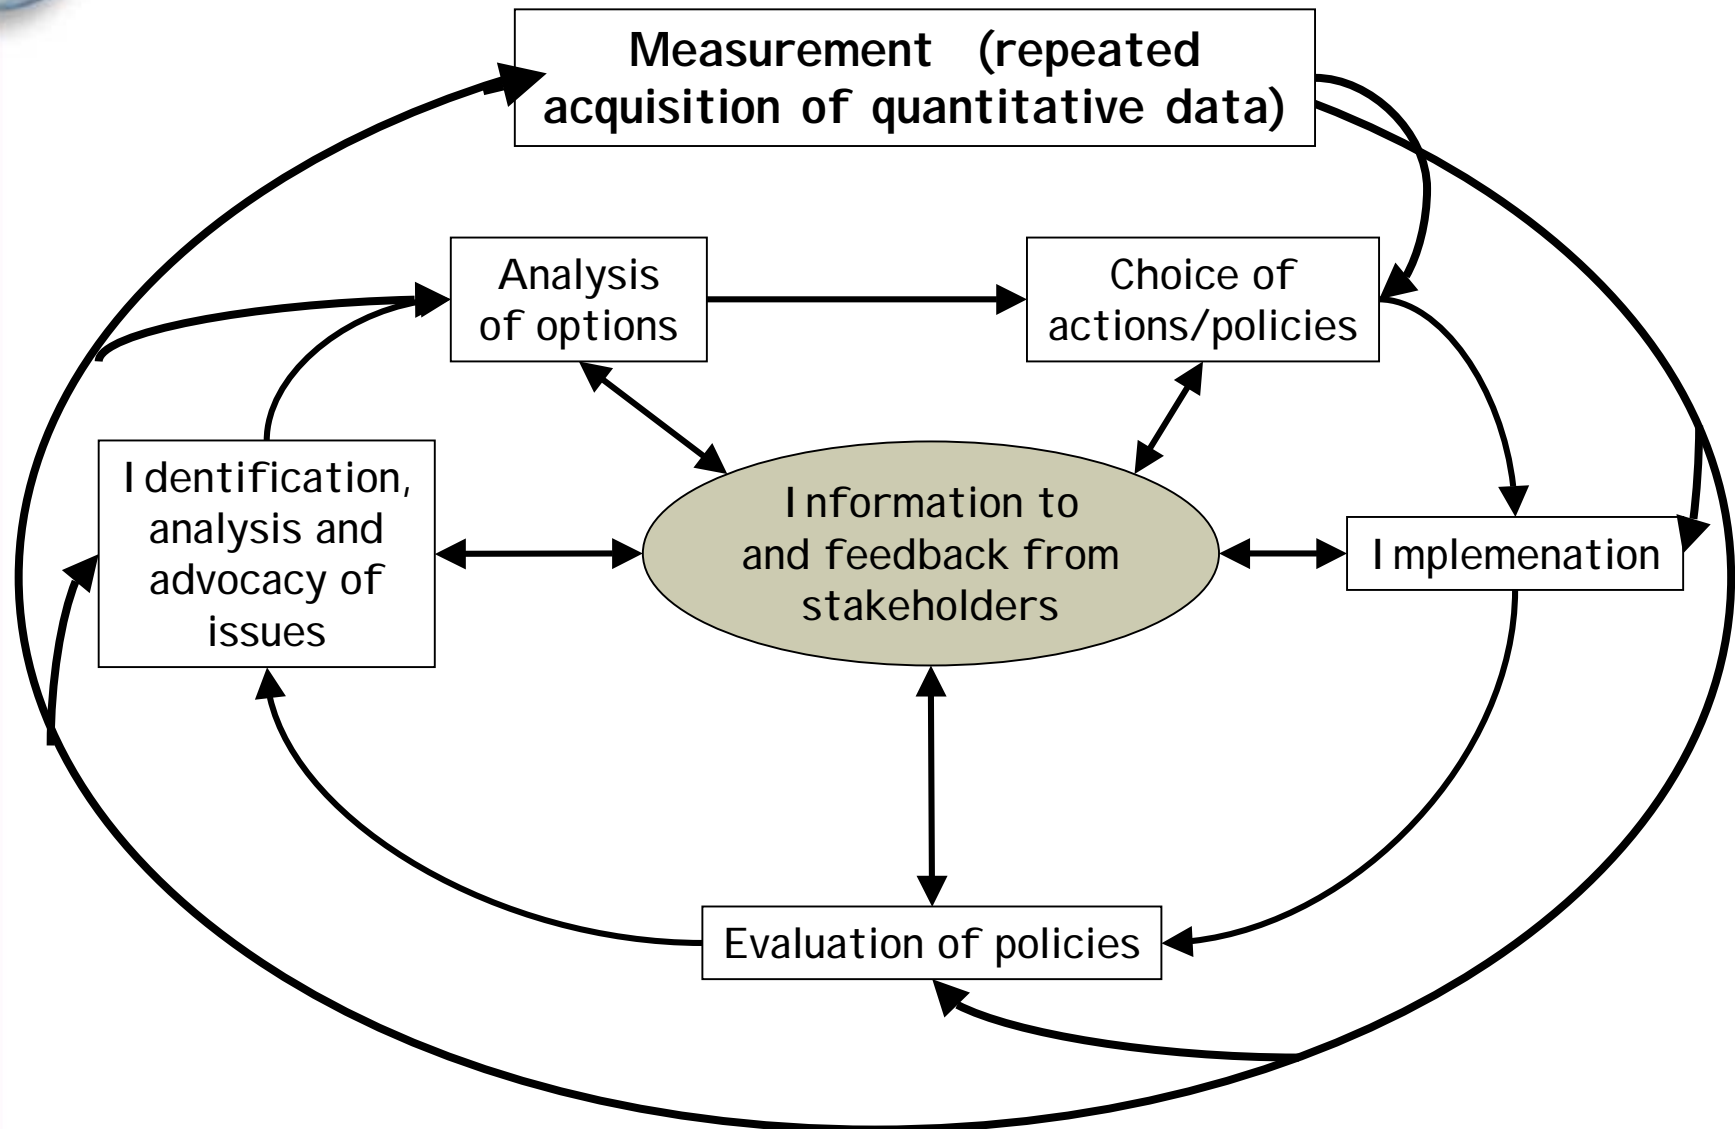 Measurement (repeated
acquisition of quantitative data)
Analysis
of options
Choice of
actions/policies
Identification,
analysis and
advocacy of
issues
Information to
and feedback from
stakeholders
Implemenation
Evaluation of policies